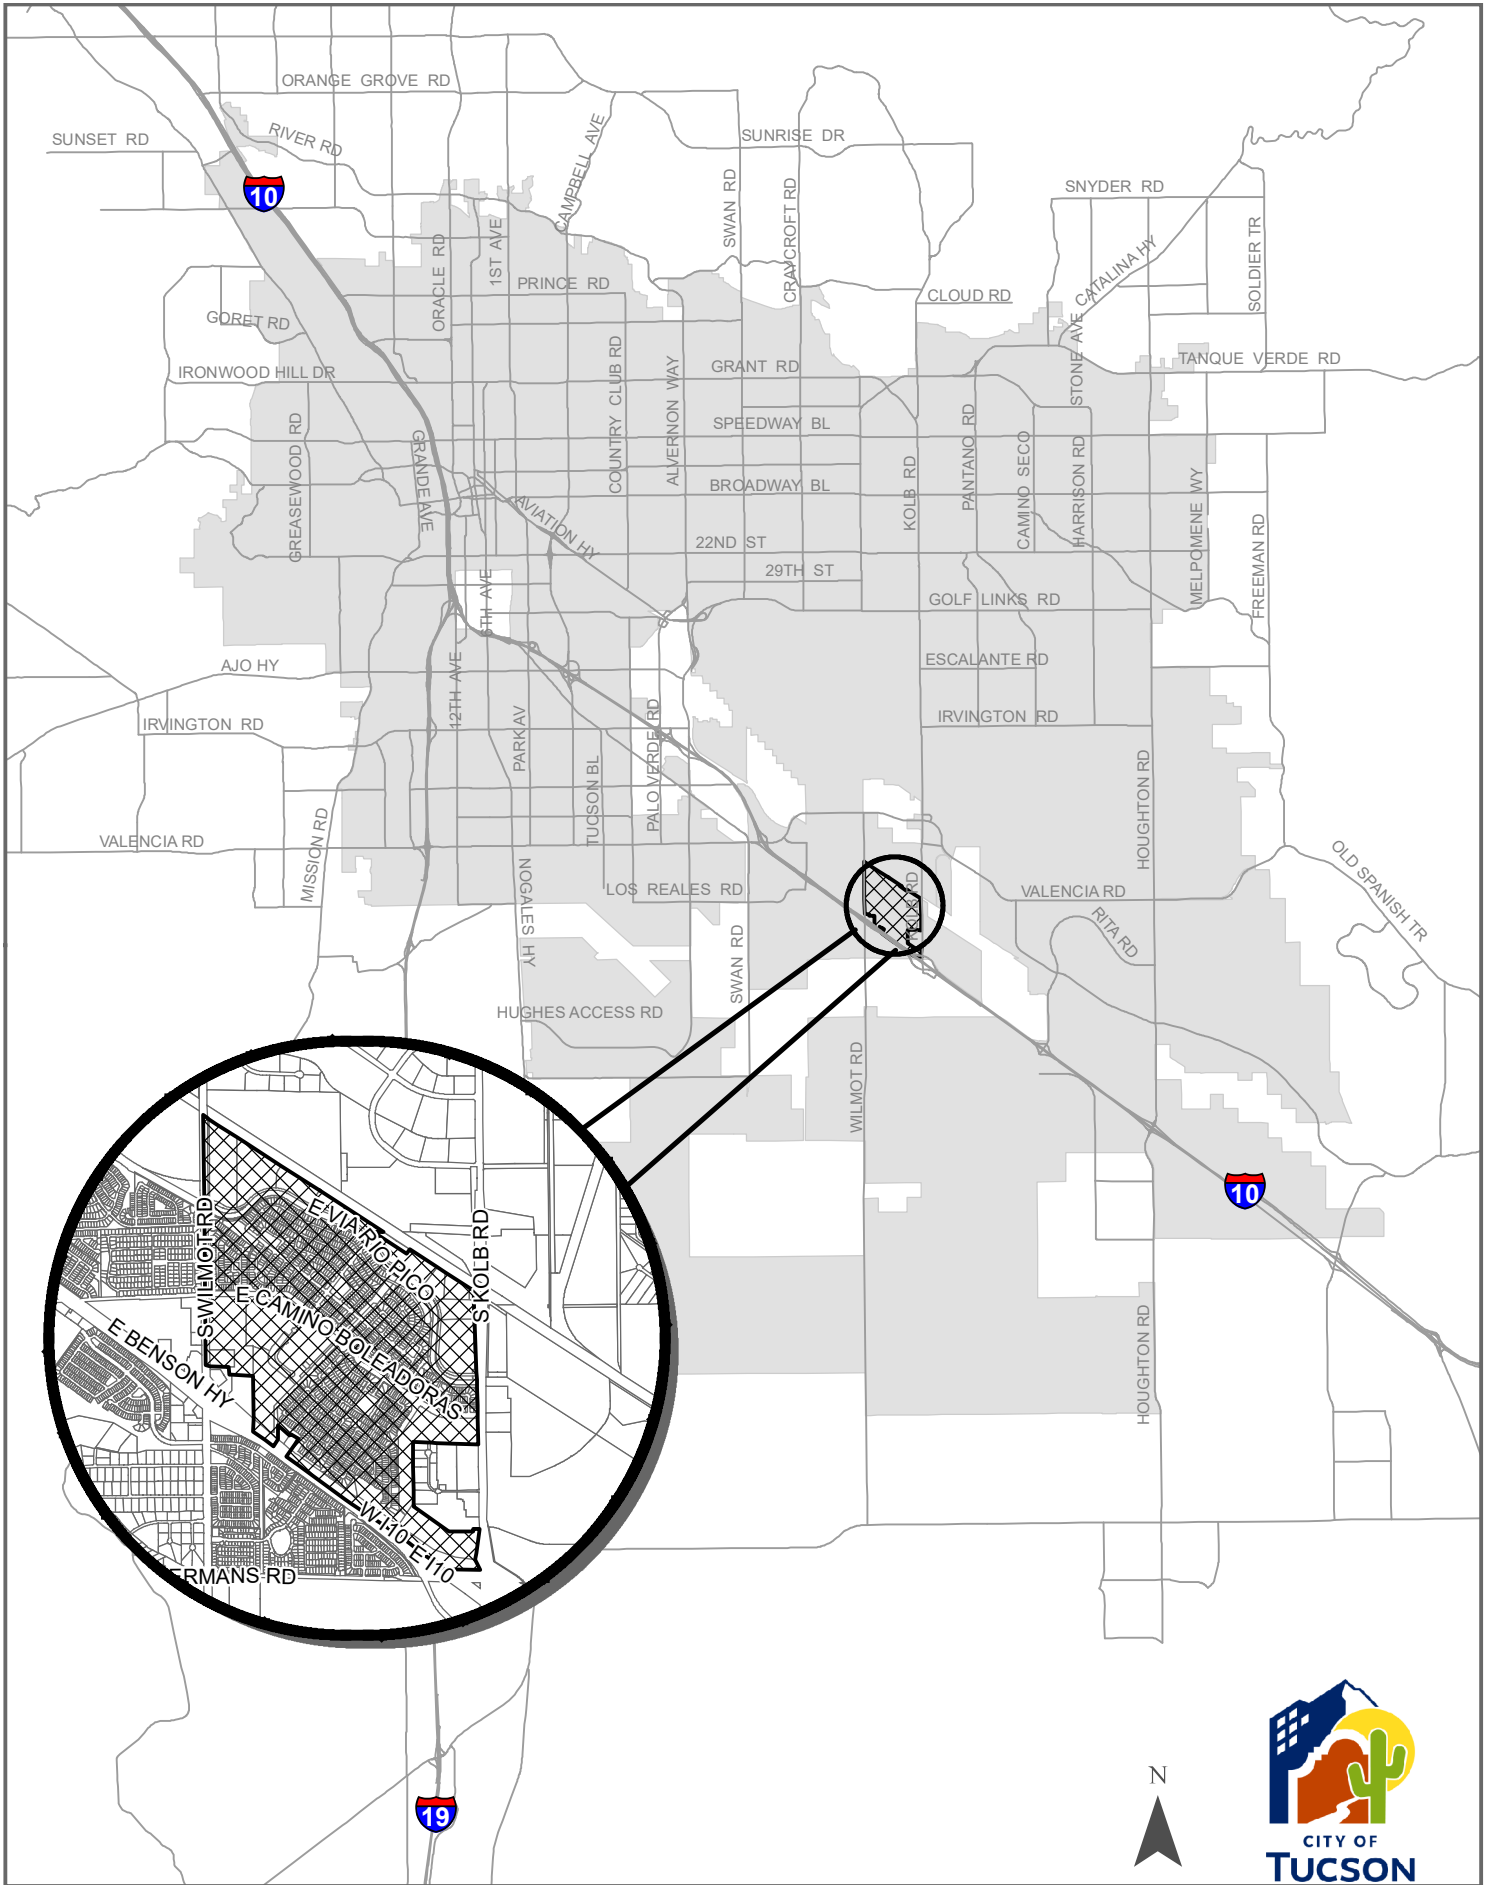 ORANGE GROVE RD
SUNSET RD
RIVER RD
CAMPBELL AVE
SUNRISE DR
10
SWAN RD
CRAYCROFT RD
SNYDER RD
SOLDIER TR
CATALINA HY
ORACLE RD
1ST AVE
PRINCE RD
CLOUD RD
GORET RD
STONE AVE
IRONWOOD HILL DR
COUNTRY CLUB RD
ALVERNON WAY
GRANT RD
TANQUE VERDE RD
GREASEWOOD RD
GRANDE AVE
SPEEDWAY BL
PANTANO RD
CAMINO SECO
HARRISON RD
KOLB RD
BROADWAY BL
MELPOMENE WY
AVIATION HY
22ND ST
FREEMAN RD
29TH ST
6TH AVE
GOLF LINKS RD
AJO HY
12TH AVE
ESCALANTE RD
IRVINGTON RD
PARKAV
PALO VERDE RD
IRVINGTON RD
TUCSON BL
HOUGHTON RD
VALENCIA RD
MISSION RD
NOGALES HY
LOS REALES RD
KOLB RD
VALENCIA RD
OLD SPANISH TR
RITA RD
SWAN RD
HUGHES ACCESS RD
WILMOT RD
10
HOUGHTON RD
S WILMOT RD
E VIA RIO PICO
S KOLB RD
E CAMINO BOLEADORAS
E BENSON HY
W-I10-E-I10
ERMANS RD
19
N
CITY OF
TUCSON